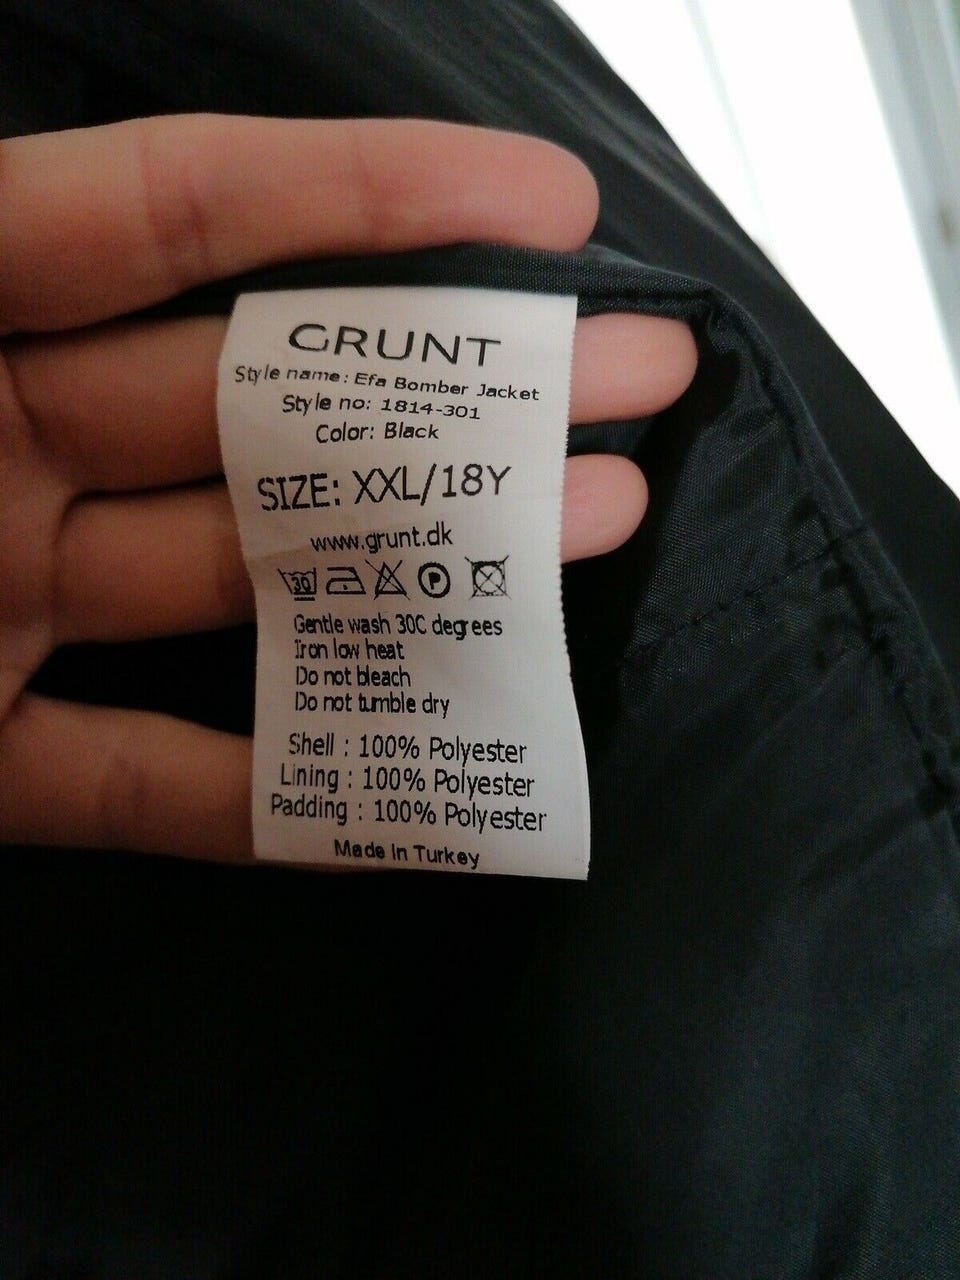 GRUNT
Style name: Efa Bomber Jacket
Style no: 1814-301
Color: Black
SIZE: XXL/18Y
www.grunt.dk
30 P
Gentle wash 30C degrees
Iron low heat
Do not bleach
Do not tumble dry
Shell : 100% Polyester
Lining : 100% Polyester
Padding : 100% Polyester
Made In Turkey